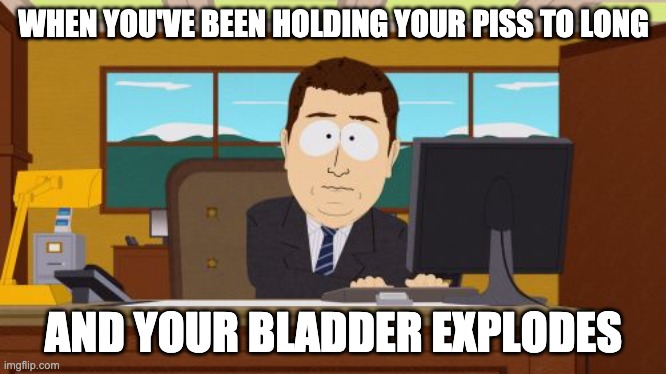 WHEN YOU'VE BEEN HOLDING YOUR PISS TO LONG
AND YOUR BLADDER EXPLODES
imgflip.com